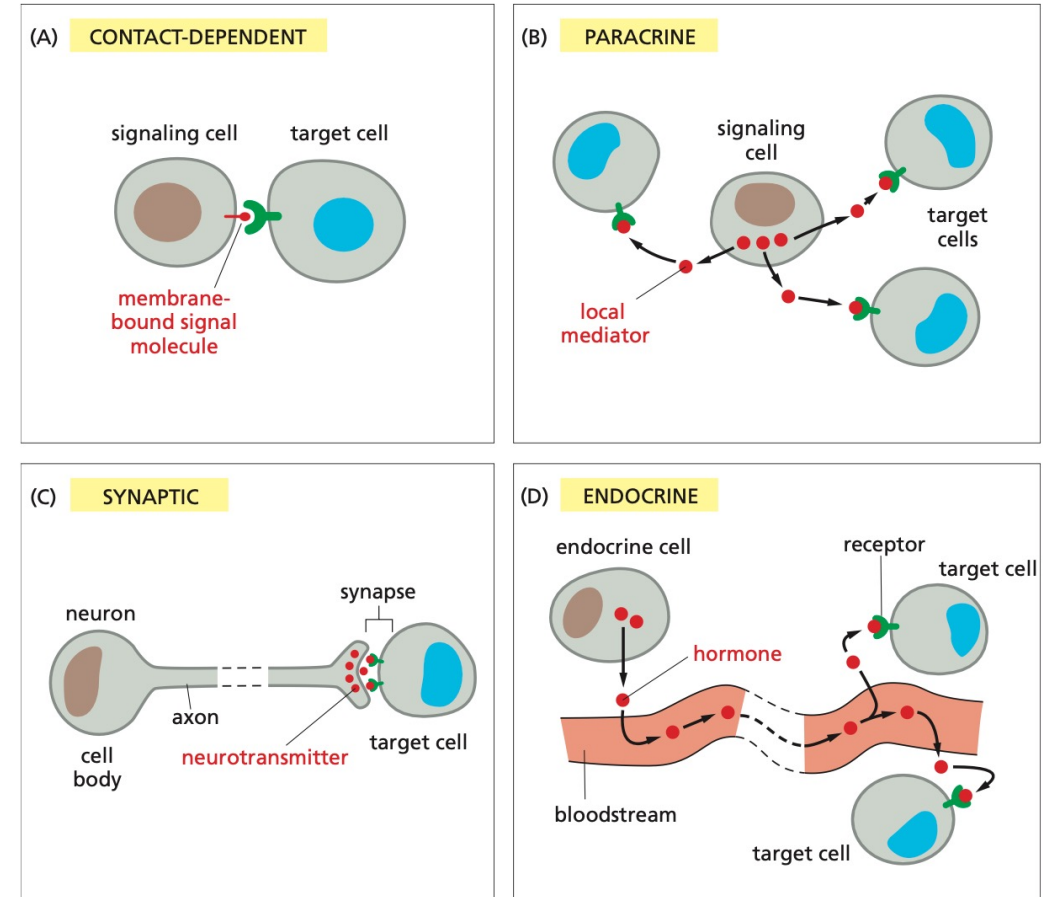 (A) CONTACT-DEPENDENT
signaling cell
target cell
membrane-
bound signal
molecule
(B) PARACRINE
signaling
cell
target
cells
local
mediator
(C) SYNAPTIC
synapse
neuron
axon
cell
body
neurotransmitter
target cell
(D) ENDOCRINE
endocrine cell
receptor
target cell
hormone
bloodstream
target cell